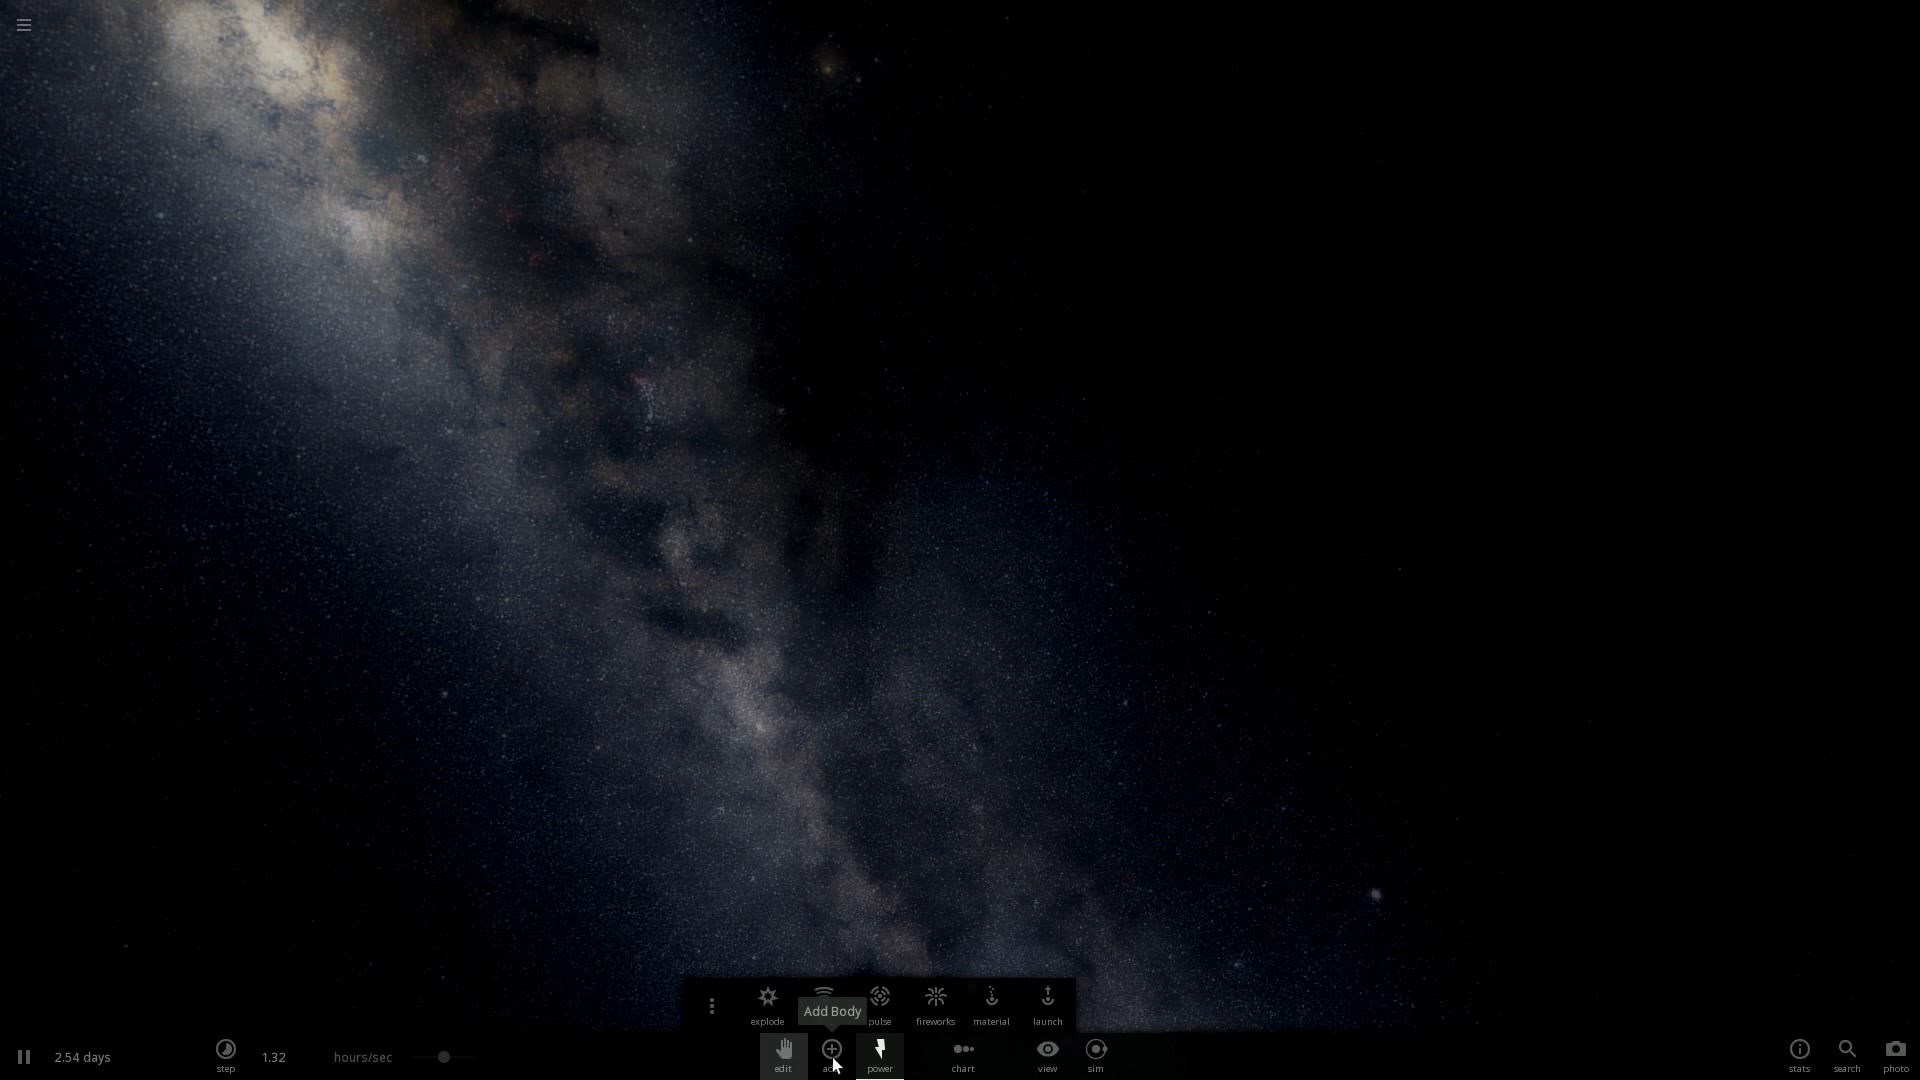 explode
Add Body
pulse
fireworks
material
launch
2.54 days
step
1.32
hours/sec
edit
power
chart
view
sim
stats
search
photo